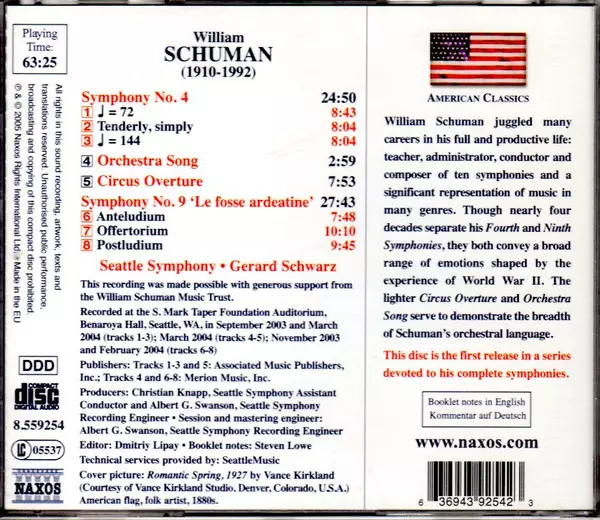 Playing
Time:
63:25
All rights in this sound recording, artwork, texts and
translations reserved. Unauthorised public performance,
broadcasting and copying of this compact disc prohibited.
℗ & © 2005 Naxos Rights International Ltd. • Made in the EU
DDD
COMPACT
disc
DIGITAL AUDIO
8.559254
LC 05537
NAXOS
William
SCHUMAN
(1910-1992)
Symphony No. 4 24:50
1 ♩ = 72 8:43
2 Tenderly, simply 8:04
3 ♩ = 144 8:04
4 Orchestra Song 2:59
5 Circus Overture 7:53
Symphony No. 9 ‘Le fosse ardeatine’ 27:43
6 Anteludium 7:48
7 Offertorium 10:10
8 Postludium 9:45
Seattle Symphony • Gerard Schwarz
This recording was made possible with generous support from
the William Schuman Music Trust.
Recorded at the S. Mark Taper Foundation Auditorium,
Benaroya Hall, Seattle, WA, in September 2003 and March
2004 (tracks 1-3); March 2004 (tracks 4-5); November 2003
and February 2004 (tracks 6-8)
Publishers: Tracks 1-3 and 5: Associated Music Publishers,
Inc.; Tracks 4 and 6-8: Merion Music, Inc.
Producers: Christian Knapp, Seattle Symphony Assistant
Conductor and Albert G. Swanson, Seattle Symphony
Recording Engineer • Session and mastering engineer:
Albert G. Swanson, Seattle Symphony Recording Engineer
Editor: Dmitriy Lipay • Booklet notes: Steven Lowe
Technical services provided by: SeattleMusic
Cover picture: Romantic Spring, 1927 by Vance Kirkland
(Courtesy of Vance Kirkland Studio, Denver, Colorado, U.S.A.)
American flag, folk artist, 1880s.
AMERICAN CLASSICS
William Schuman juggled many
careers in his full and productive life:
teacher, administrator, conductor and
composer of ten symphonies and a
significant representation of music in
many genres. Though nearly four
decades separate his Fourth and Ninth
Symphonies, they both convey a broad
range of emotions shaped by the
experience of World War II. The
lighter Circus Overture and Orchestra
Song serve to demonstrate the breadth
of Schuman’s orchestral language.
This disc is the first release in a series
devoted to his complete symphonies.
Booklet notes in English
Kommentar auf Deutsch
www.naxos.com
6 36943 92542 3